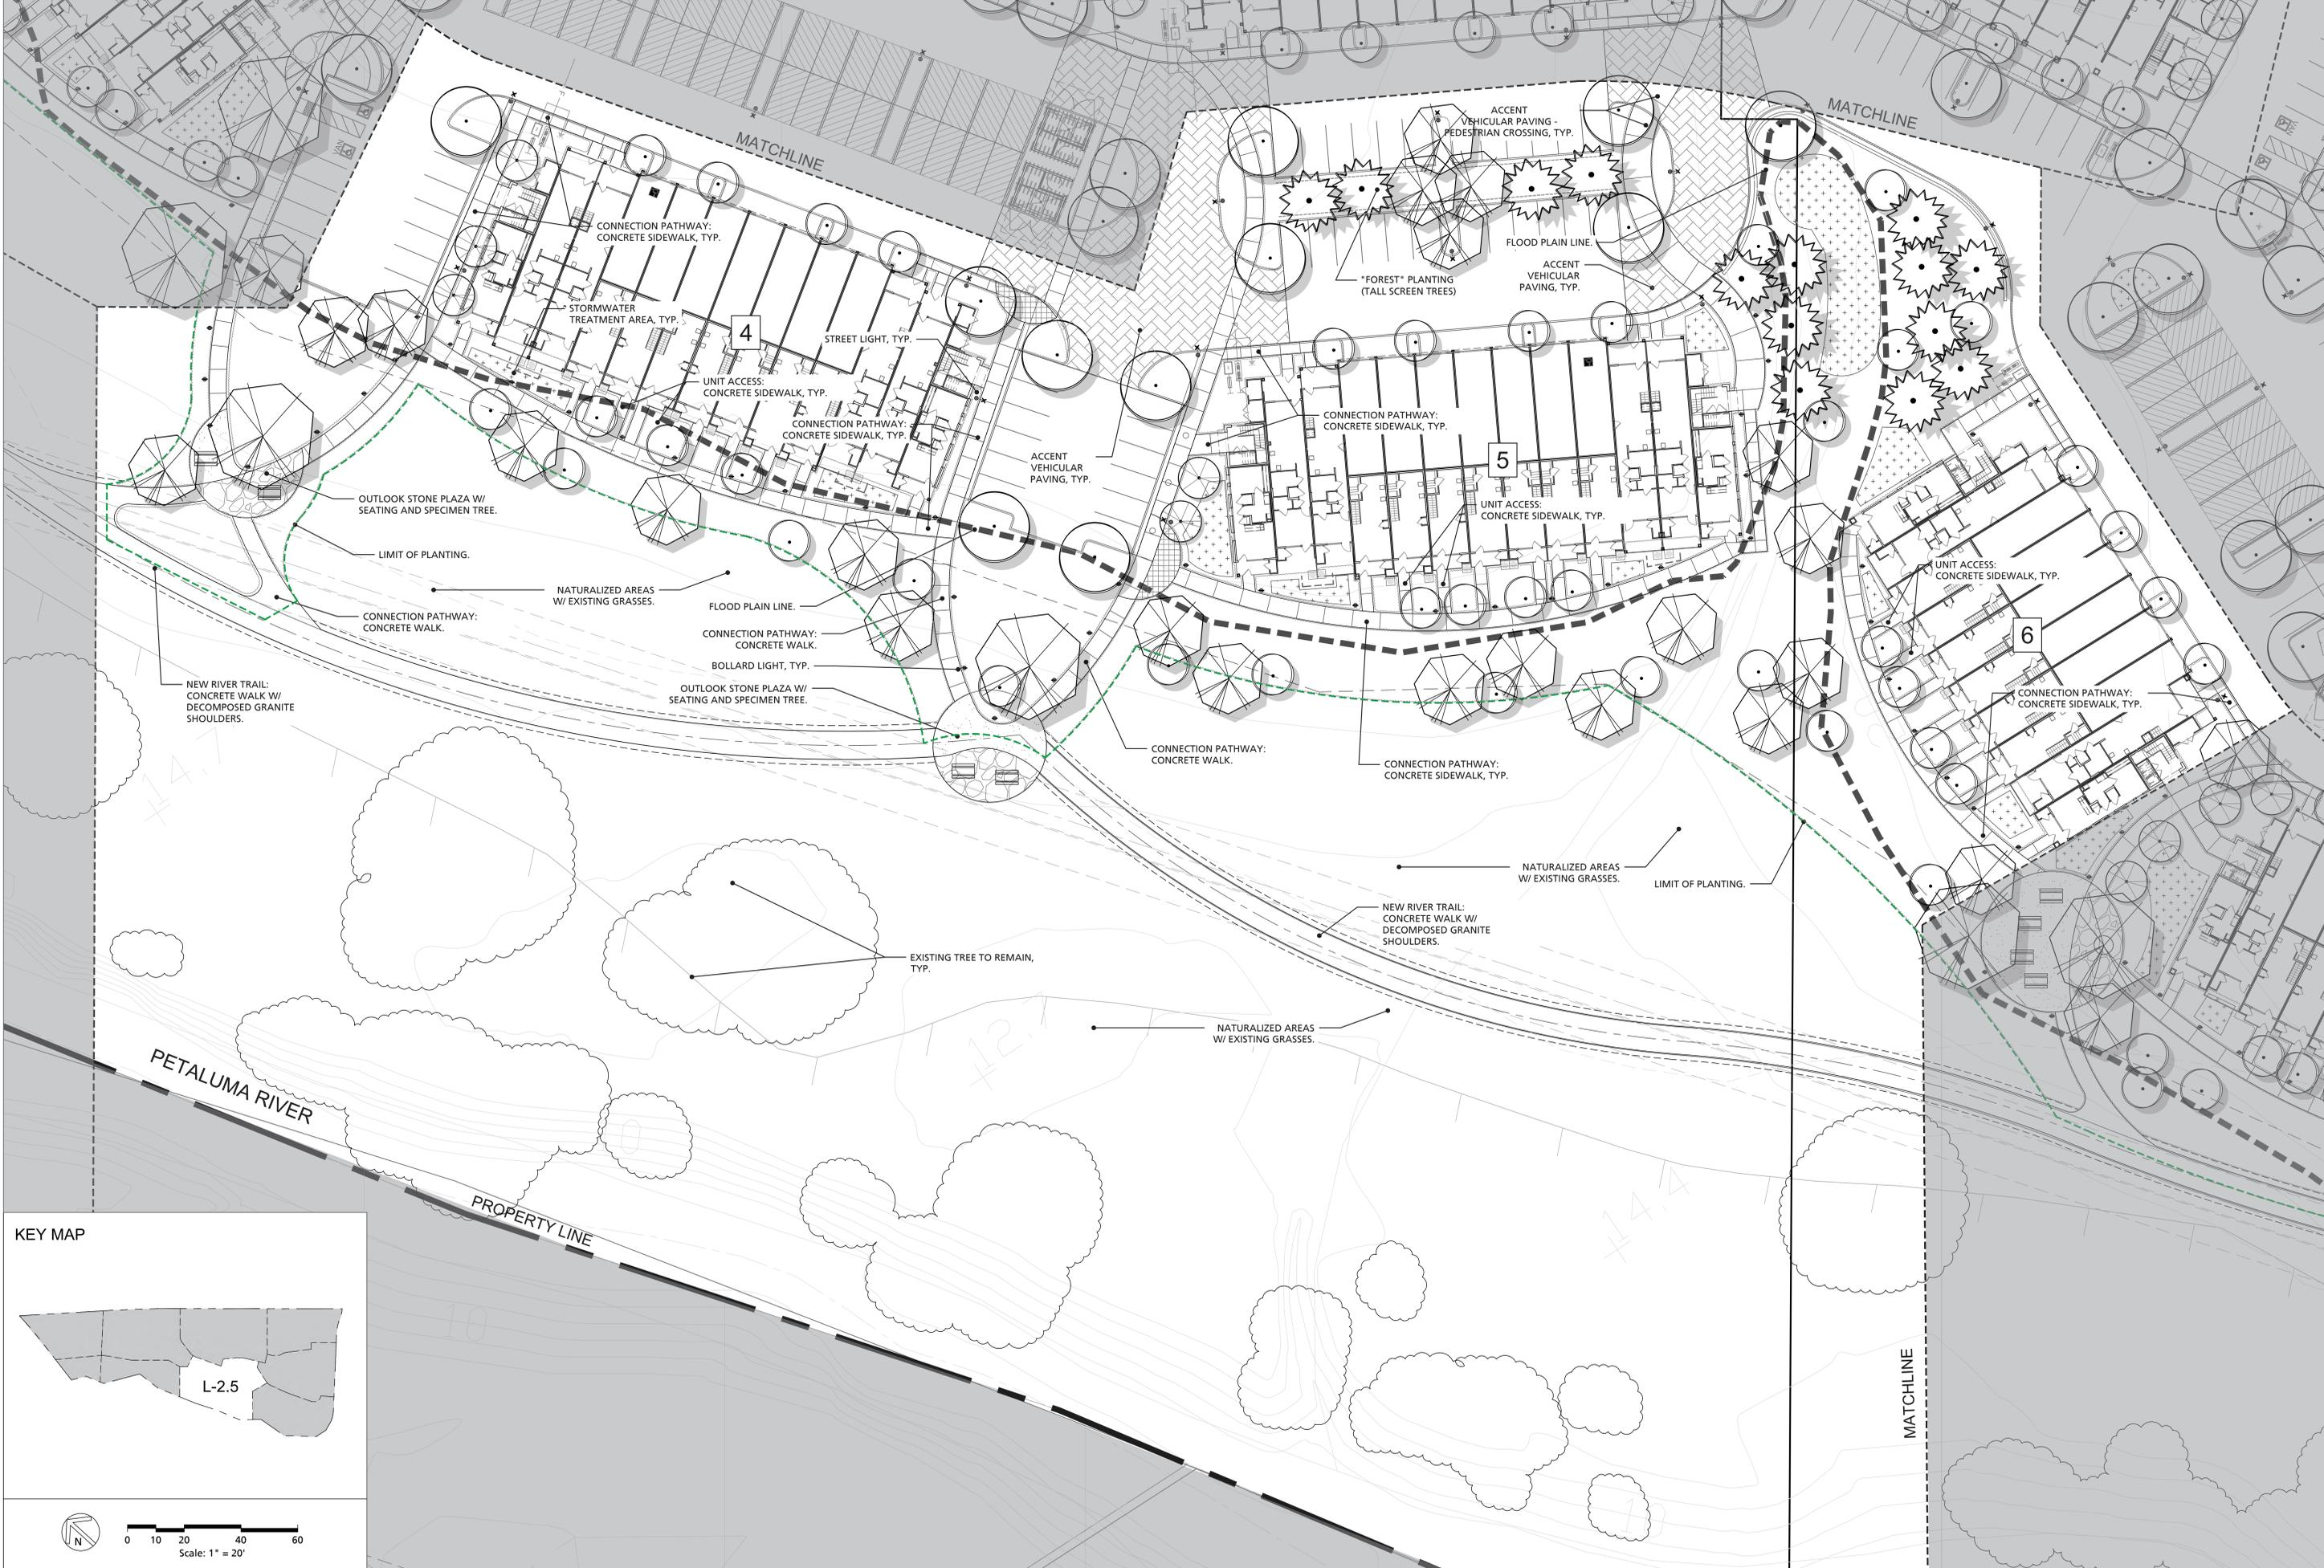 MATCHLINE
MATCHLINE
ACCENT
VEHICULAR PAVING -
PEDESTRIAN CROSSING, TYP.
CONNECTION PATHWAY:
CONCRETE SIDEWALK, TYP.
FLOOD PLAIN LINE.
ACCENT
VEHICULAR
PAVING, TYP.
"FOREST" PLANTING
(TALL SCREEN TREES)
STORMWATER
TREATMENT AREA, TYP.
4
STREET LIGHT, TYP.
UNIT ACCESS:
CONCRETE SIDEWALK, TYP.
CONNECTION PATHWAY:
CONCRETE SIDEWALK, TYP.
CONNECTION PATHWAY:
CONCRETE SIDEWALK, TYP.
ACCENT
VEHICULAR
PAVING, TYP.
5
OUTLOOK STONE PLAZA W/
SEATING AND SPECIMEN TREE.
UNIT ACCESS:
CONCRETE SIDEWALK, TYP.
LIMIT OF PLANTING.
NATURALIZED AREAS
W/ EXISTING GRASSES.
UNIT ACCESS:
CONCRETE SIDEWALK, TYP.
FLOOD PLAIN LINE.
CONNECTION PATHWAY:
CONCRETE WALK.
CONNECTION PATHWAY:
CONCRETE WALK.
6
BOLLARD LIGHT, TYP.
NEW RIVER TRAIL:
CONCRETE WALK W/
DECOMPOSED GRANITE
SHOULDERS.
OUTLOOK STONE PLAZA W/
SEATING AND SPECIMEN TREE.
CONNECTION PATHWAY:
CONCRETE SIDEWALK, TYP.
CONNECTION PATHWAY:
CONCRETE WALK.
CONNECTION PATHWAY:
CONCRETE SIDEWALK, TYP.
NATURALIZED AREAS
W/ EXISTING GRASSES.
LIMIT OF PLANTING.
NEW RIVER TRAIL:
CONCRETE WALK W/
DECOMPOSED GRANITE
SHOULDERS.
EXISTING TREE TO REMAIN,
TYP.
NATURALIZED AREAS
W/ EXISTING GRASSES.
PETALUMA RIVER
PROPERTY LINE
MATCHLINE
KEY MAP
L-2.5
N
0 10 20 40 60
Scale: 1" = 20'